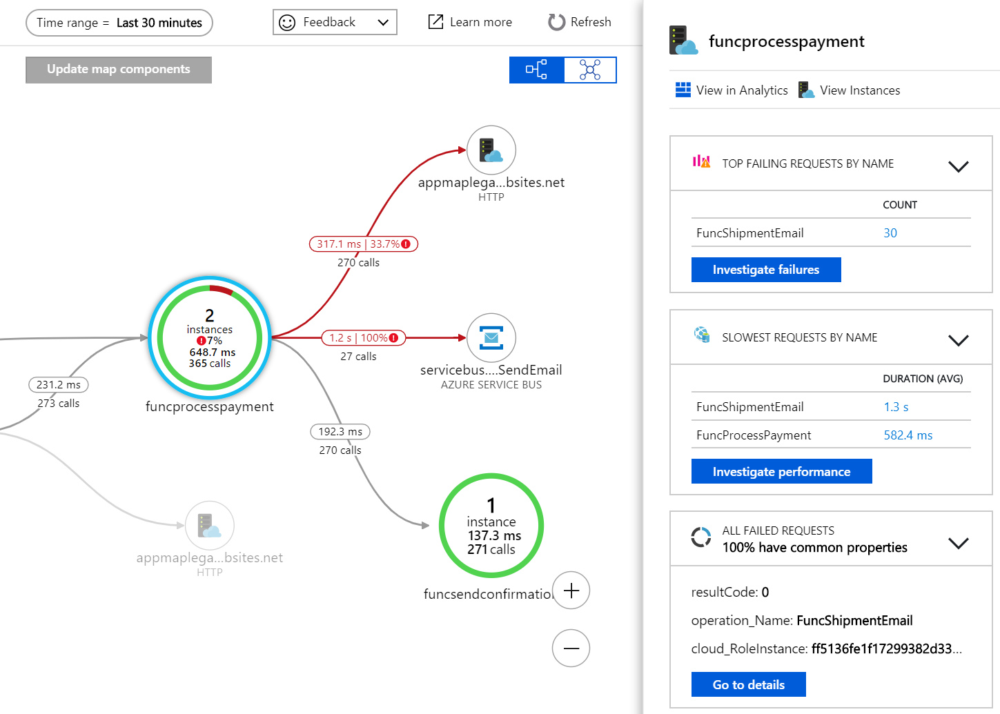 Time range = Last 30 minutes
Feedback
Learn more
Refresh
Update map components
appmaplega...bsites.net
HTTP
317.1 ms | 33.7%
270 calls
2
instances
7%
648.7 ms
365 calls
funcprocesspayment
1.2 s | 100%
27 calls
servicebus....SendEmail
AZURE SERVICE BUS
231.2 ms
273 calls
192.3 ms
270 calls
1
instance
137.3 ms
271 calls
funcsendconfirmation
appmaplega...bsites.net
HTTP
funcprocesspayment
View in Analytics
View Instances
TOP FAILING REQUESTS BY NAME
COUNT
FuncShipmentEmail 30
Investigate failures
SLOWEST REQUESTS BY NAME
DURATION (AVG)
FuncShipmentEmail 1.3 s
FuncProcessPayment 582.4 ms
Investigate performance
ALL FAILED REQUESTS
100% have common properties
resultCode: 0
operation_Name: FuncShipmentEmail
cloud_RoleInstance: ff5136fe1f17299382d33...
Go to details